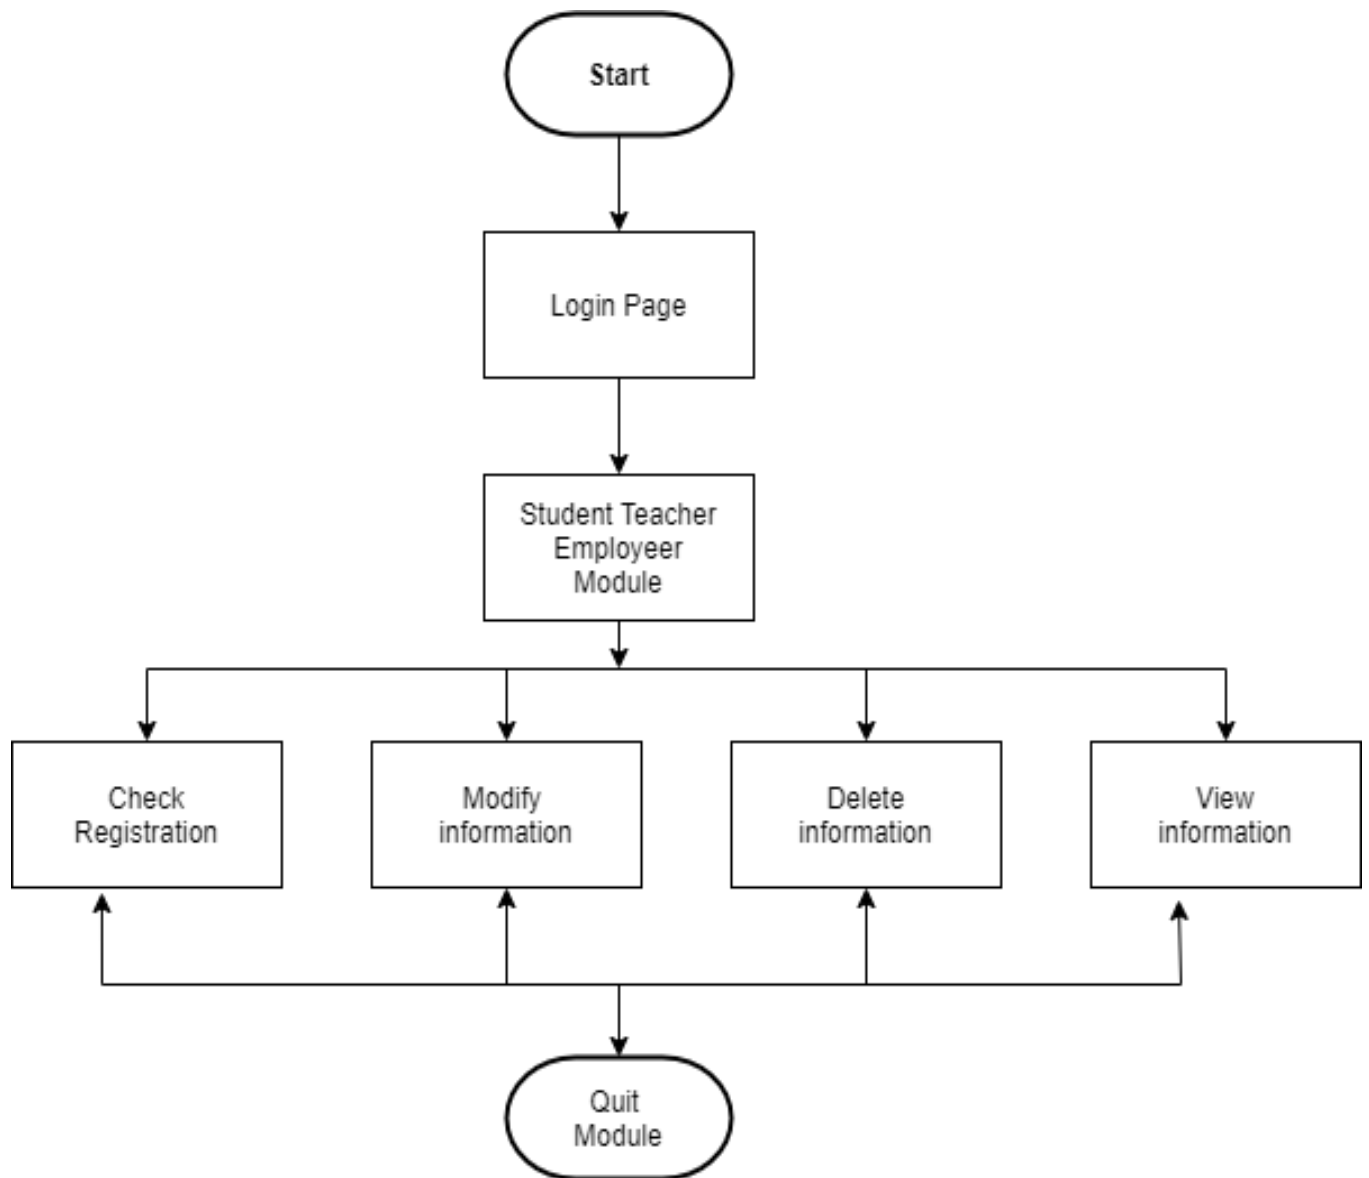 Start
Login Page
Student Teacher
Employeer
Module
Check
Registration
Modify
information
Delete
information
View
information
Quit
Module